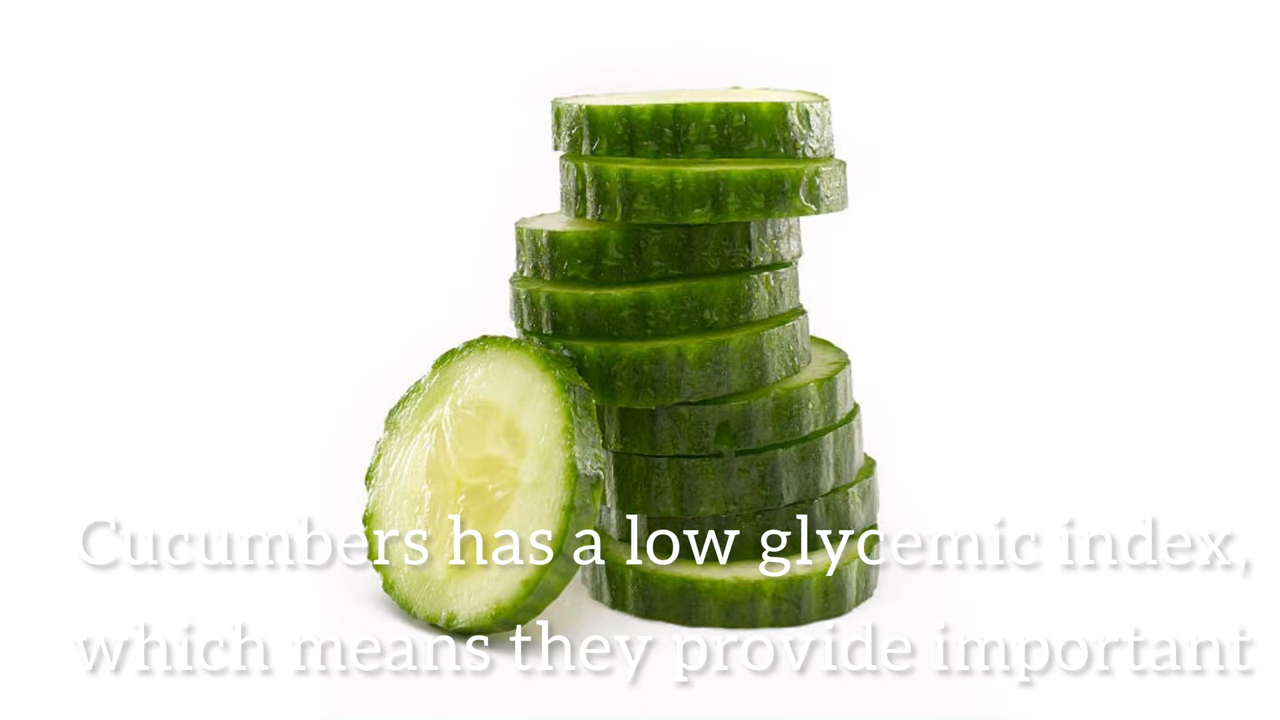 Cucumbers has a low glycemic index,
which means they provide important